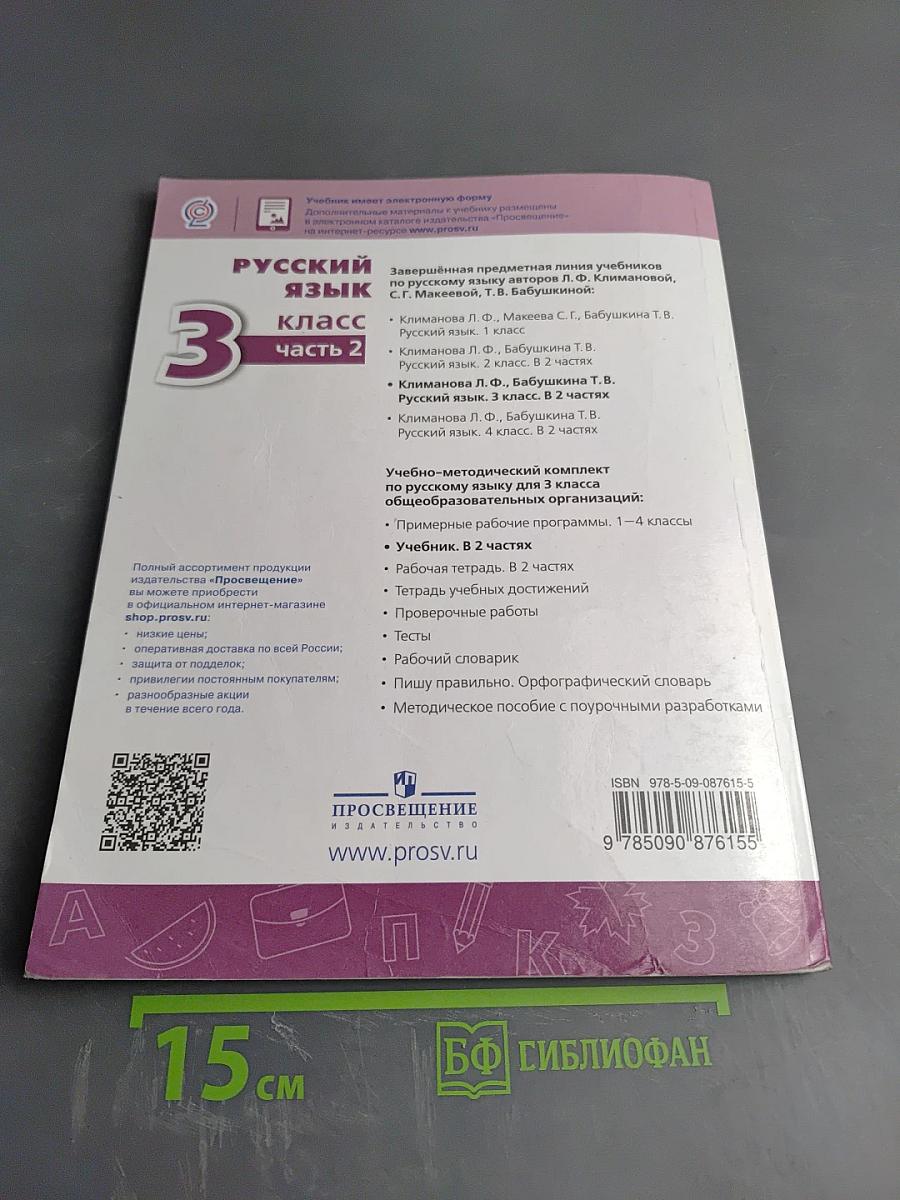 Учебник имеет электронную форму
Дополнительные материалы к учебнику размещены
в электронном каталоге издательства «Просвещение»
на интернет-ресурсе www.prosv.ru
РУССКИЙ
ЯЗЫК
3
класс
часть 2
Завершённая предметная линия учебников
по русскому языку авторов Л. Ф. Климановой,
С. Г. Макеевой, Т. В. Бабушкиной:
• Климанова Л. Ф., Макеева С. Г., Бабушкина Т. В.
Русский язык. 1 класс
• Климанова Л. Ф., Бабушкина Т. В.
Русский язык. 2 класс. В 2 частях
• Климанова Л. Ф., Бабушкина Т. В.
Русский язык. 3 класс. В 2 частях
• Климанова Л. Ф., Бабушкина Т. В.
Русский язык. 4 класс. В 2 частях
Учебно-методический комплект
по русскому языку для 3 класса
общеобразовательных организаций:
• Примерные рабочие программы. 1—4 классы
• Учебник. В 2 частях
• Рабочая тетрадь. В 2 частях
• Тетрадь учебных достижений
• Проверочные работы
• Тесты
• Рабочий словарик
• Пишу правильно. Орфографический словарь
• Методическое пособие с поурочными разработками
Полный ассортимент продукции
издательства «Просвещение»
вы можете приобрести
в официальном интернет-магазине
shop.prosv.ru:
• низкие цены;
• оперативная доставка по всей России;
• защита от подделок;
• привилегии постоянным покупателям;
• разнообразные акции
в течение всего года.
ПРОСВЕЩЕНИЕ
ИЗДАТЕЛЬСТВО
www.prosv.ru
ISBN 978-5-09-087615-5
9 785090 876155
А П К З
15 см
БФ СИБЛИОФАН